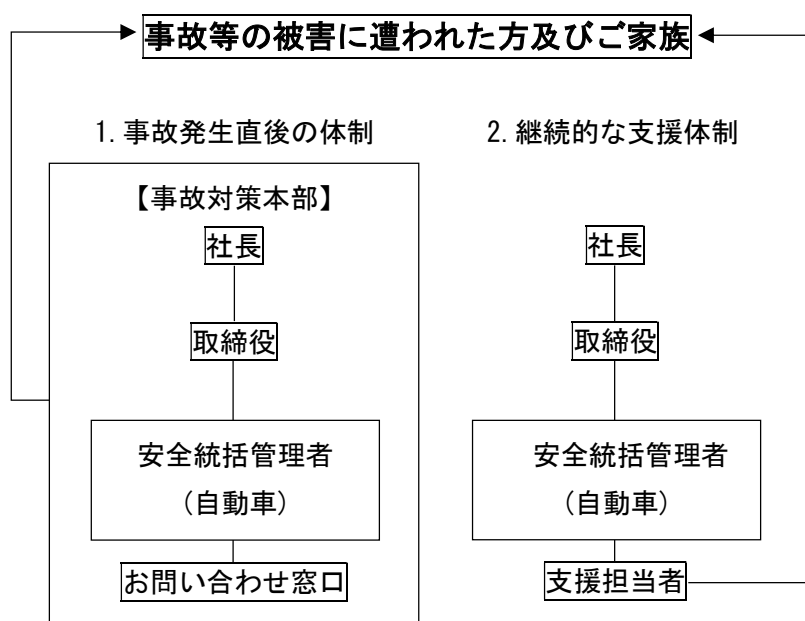 事故等の被害に遭われた方及びご家族
1. 事故発生直後の体制
【事故対策本部】
社長
取締役
安全統括管理者
（自動車）
お問い合わせ窓口
2. 継続的な支援体制
社長
取締役
安全統括管理者
（自動車）
支援担当者